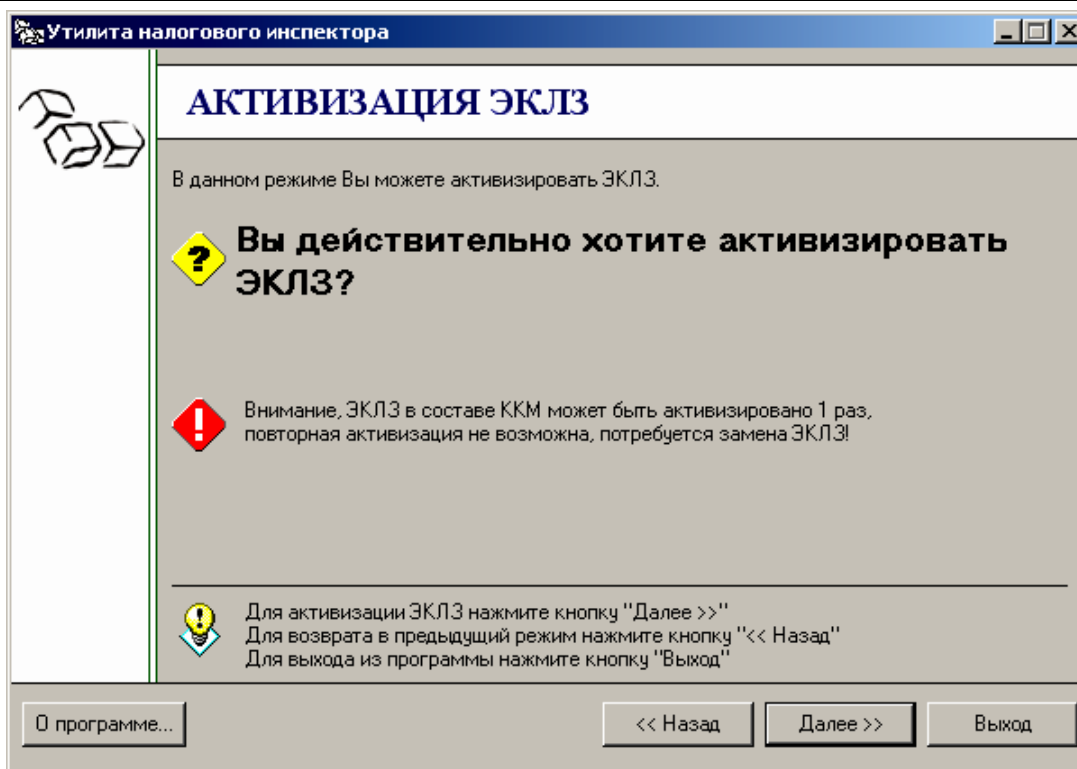 Утилита налогового инспектора
АКТИВИЗАЦИЯ ЭКЛЗ
В данном режиме Вы можете активизировать ЭКЛЗ.
Вы действительно хотите активизировать
ЭКЛЗ?
Внимание, ЭКЛЗ в составе ККМ может быть активизировано 1 раз,
повторная активизация не возможна, потребуется замена ЭКЛЗ!
Для активизации ЭКЛЗ нажмите кнопку "Далее >>"
Для возврата в предыдущий режим нажмите кнопку "<< Назад"
Для выхода из программы нажмите кнопку "Выход"
О программе... << Назад Далее >> Выход